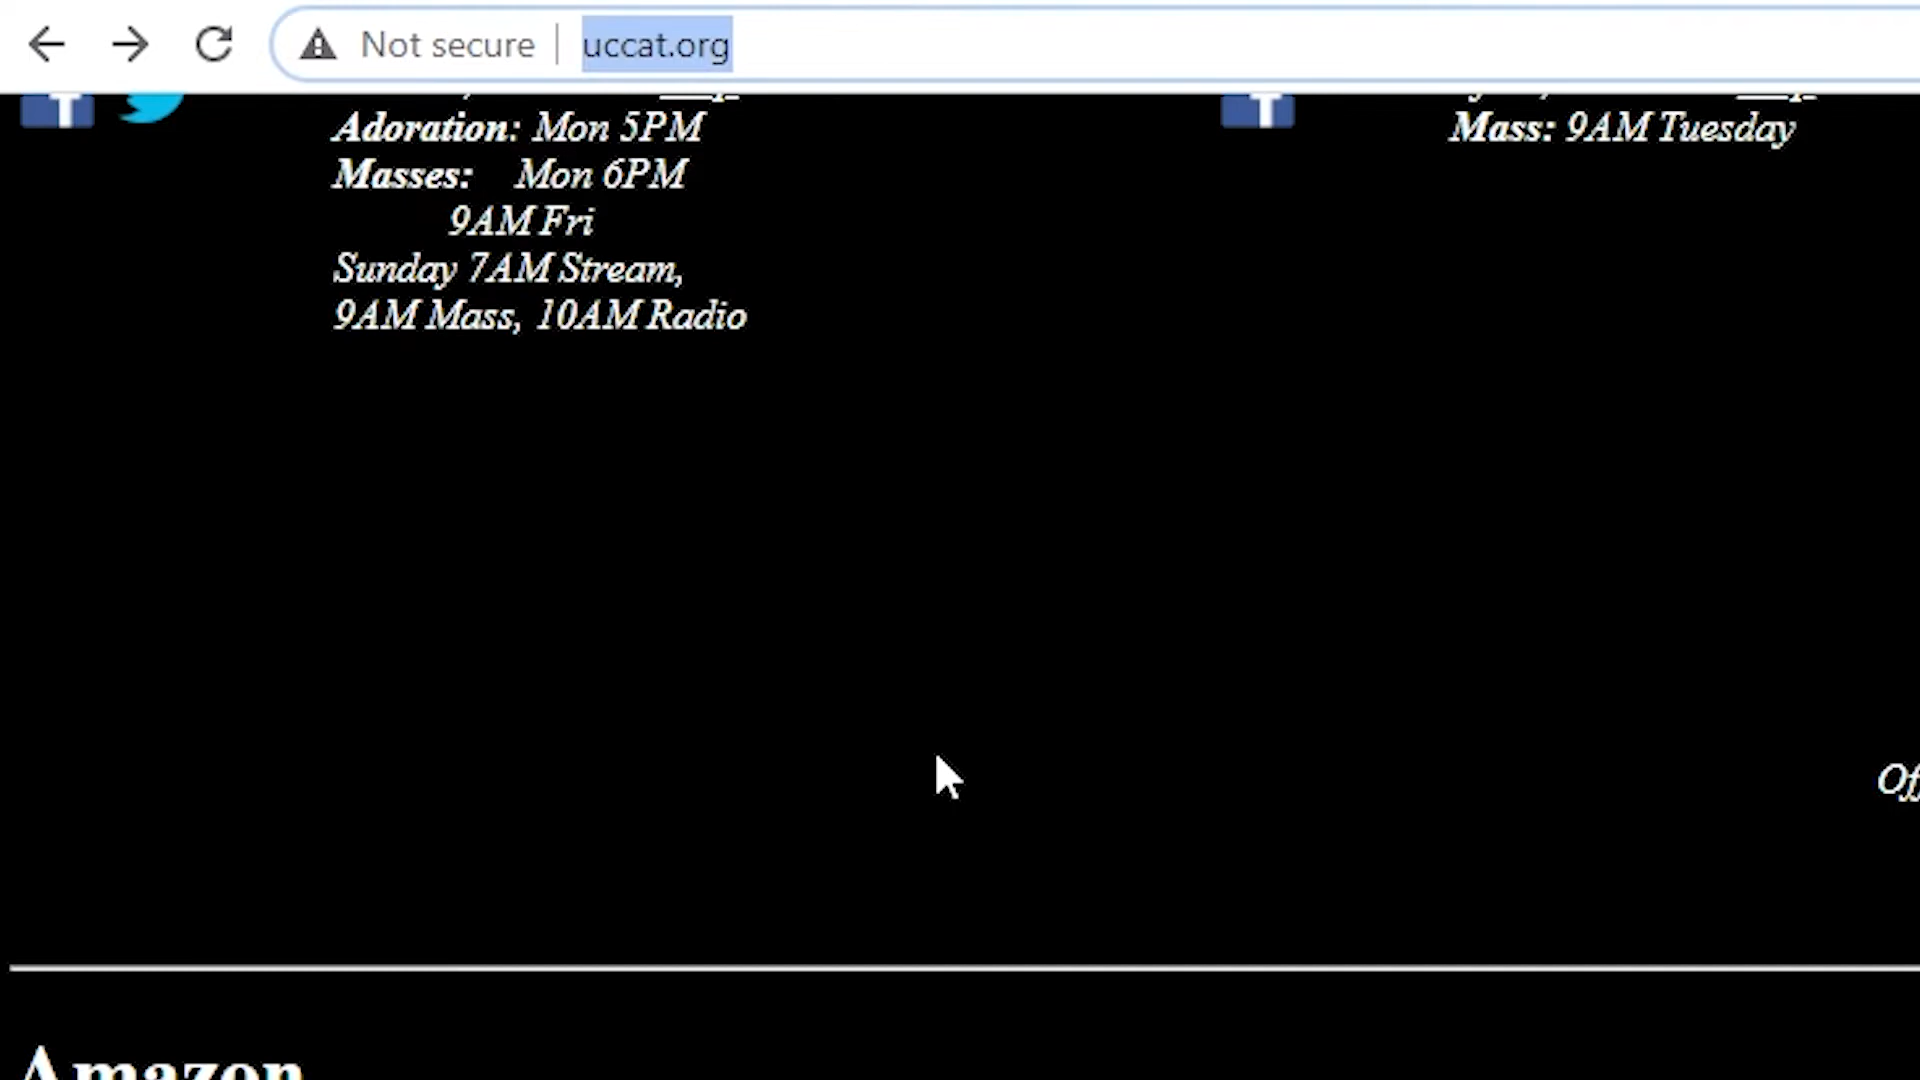 Not secure uccat.org
Adoration: Mon 5PM
Masses: Mon 6PM
9AM Fri
Sunday 7AM Stream,
9AM Mass, 10AM Radio
Mass: 9AM Tuesday
Amazon